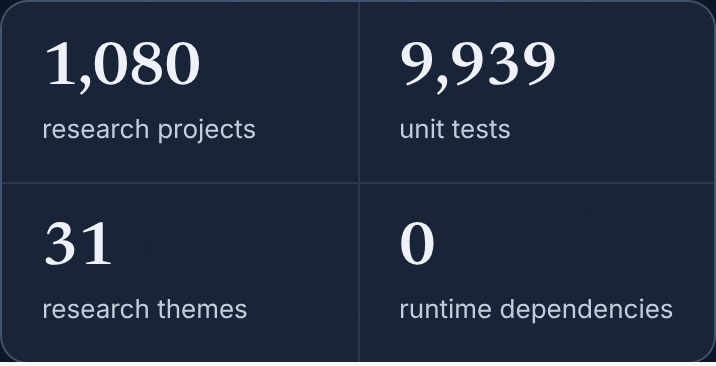 1,080
research projects
9,939
unit tests
31
research themes
0
runtime dependencies